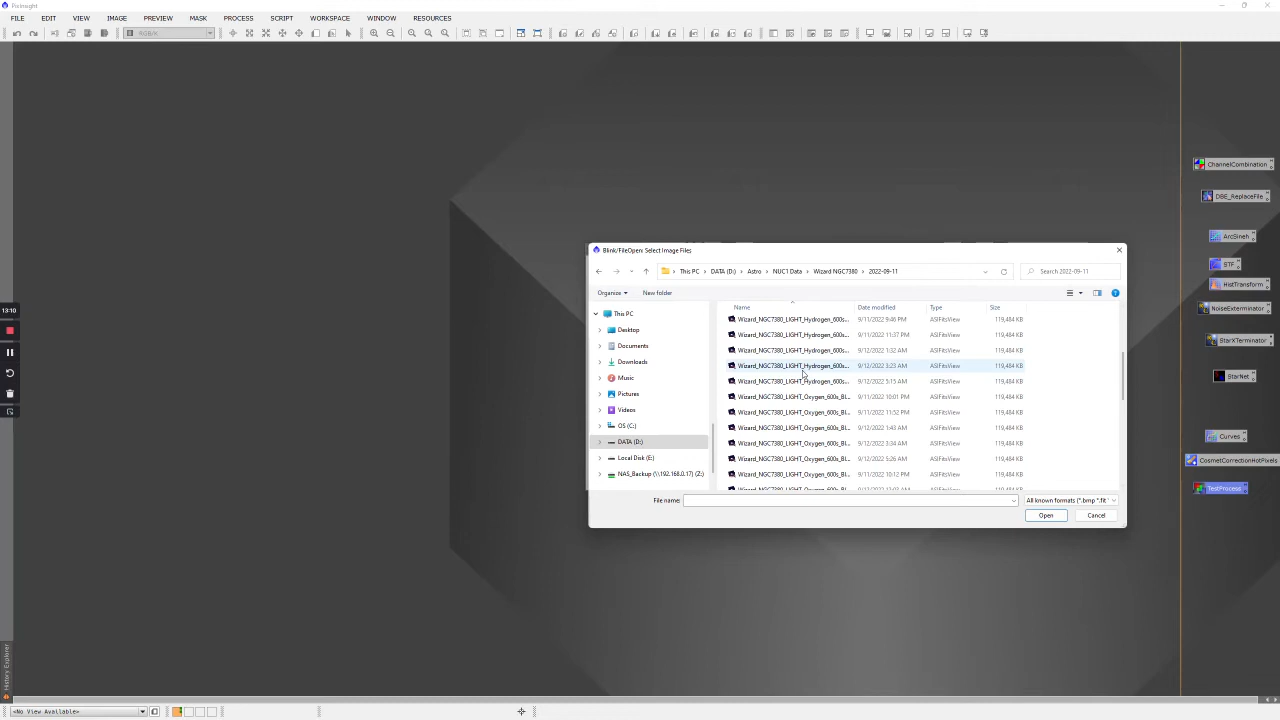 PixInsight
FILE EDIT VIEW IMAGE PREVIEW MASK PROCESS SCRIPT WORKSPACE WINDOW RESOURCES
RGB/K
ChannelCombination
DBE_ReplaceFile
ArcSineh
STF
HistTransform
NoiseExterminator
StarXTerminator
StarNet
Curves
CosmetCorrectionHotPixels
TestProcess
13:10
Blink/FileOpen: Select Image Files
This PC > DATA (D:) > Astro > NUC1 Data > Wizard NGC7380 > 2022-09-11
Search 2022-09-11
Organise New folder
This PC
Desktop
Documents
Downloads
Music
Pictures
Videos
OS (C:)
DATA (D:)
Local Disk (E:)
NAS_Backup (\\192.168.0.17) (Z:)
Name Date modified Type Size
Wizard_NGC7380_LIGHT_Hydrogen_600s... 9/11/2022 9:46 PM ASIFitsView 119,484 KB
Wizard_NGC7380_LIGHT_Hydrogen_600s... 9/11/2022 11:37 PM ASIFitsView 119,484 KB
Wizard_NGC7380_LIGHT_Hydrogen_600s... 9/12/2022 1:32 AM ASIFitsView 119,484 KB
Wizard_NGC7380_LIGHT_Hydrogen_600s... 9/12/2022 3:23 AM ASIFitsView 119,484 KB
Wizard_NGC7380_LIGHT_Hydrogen_600s... 9/12/2022 5:15 AM ASIFitsView 119,484 KB
Wizard_NGC7380_LIGHT_Oxygen_600s_Bl... 9/11/2022 10:01 PM ASIFitsView 119,484 KB
Wizard_NGC7380_LIGHT_Oxygen_600s_Bl... 9/11/2022 11:52 PM ASIFitsView 119,484 KB
Wizard_NGC7380_LIGHT_Oxygen_600s_Bl... 9/12/2022 1:43 AM ASIFitsView 119,484 KB
Wizard_NGC7380_LIGHT_Oxygen_600s_Bl... 9/12/2022 3:34 AM ASIFitsView 119,484 KB
Wizard_NGC7380_LIGHT_Oxygen_600s_Bl... 9/12/2022 5:26 AM ASIFitsView 119,484 KB
Wizard_NGC7380_LIGHT_Oxygen_600s_Bl... 9/11/2022 10:12 PM ASIFitsView 119,484 KB
Wizard_NGC7380_LIGHT_Oxygen_600s_Bl...
File name: All known formats (*.bmp *.fit
Open Cancel
History Explorer
<No View Available>